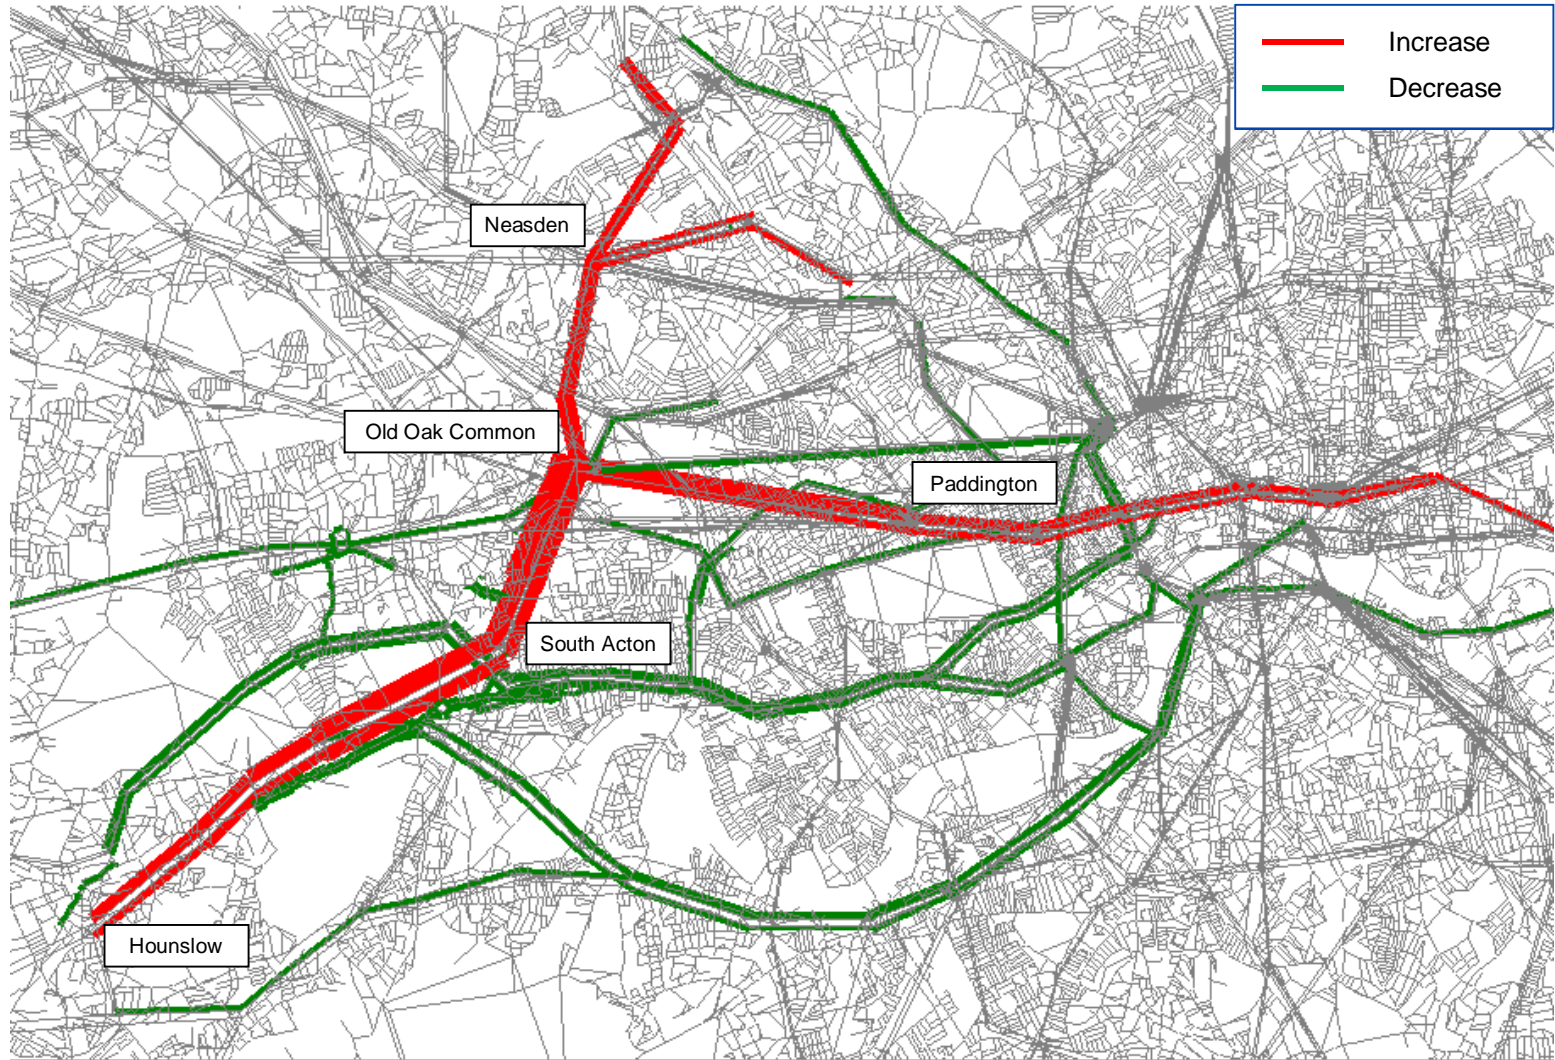 Increase
Decrease
Neasden
Old Oak Common
Paddington
South Acton
Hounslow